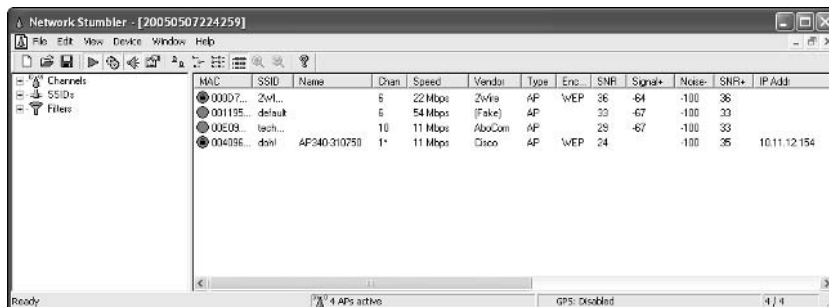 Network Stumbler - [20050507224259]
File Edit View Device Window Help
Channels
SSIDs
Filters
MAC SSID Name Chan Speed Vendor Type Enc... SNR Signal+ Noise- SNR+ IP Addr
000D7... 2WI... 6 22 Mbps 2Wire AP WEP 36 -64 -100 36
001195... default 6 54 Mbps (Fake) AP 33 -67 -100 33
00E09... tech... 10 11 Mbps AboCom AP 29 -67 -100 33
004096... dohl AP340-310750 1* 11 Mbps Cisco AP WEP 24 -100 35 10.11.12.154
Ready 4 APs active GPS: Disabled 4 / 4